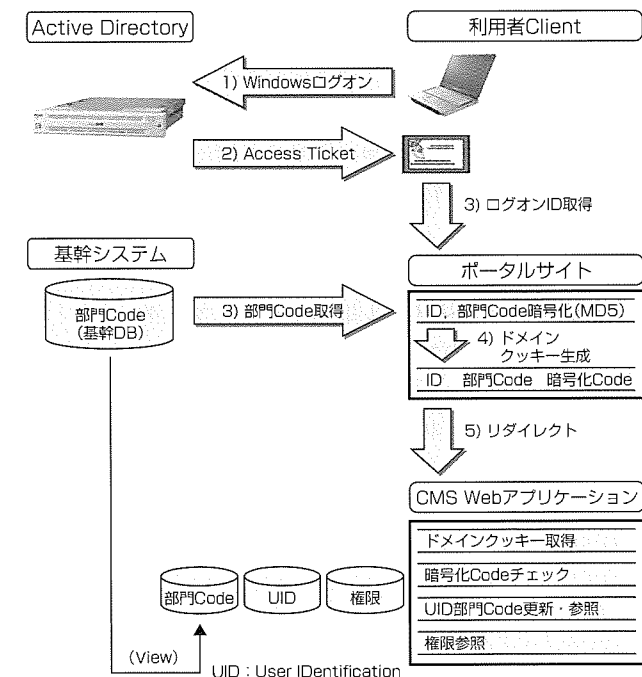 Active Directory
利用者Client
1) Windowsログオン
2) Access Ticket
3) ログオンID取得
基幹システム
ポータルサイト
部門Code
(基幹DB)
3) 部門Code取得
ID, 部門Code暗号化(MD5)
4) ドメイン
クッキー生成
ID 部門Code 暗号化Code
5) リダイレクト
CMS Webアプリケーション
ドメインクッキー取得
暗号化Codeチェック
UID部門Code更新・参照
権限参照
部門Code
UID
権限
(View)
UID : User IDentification